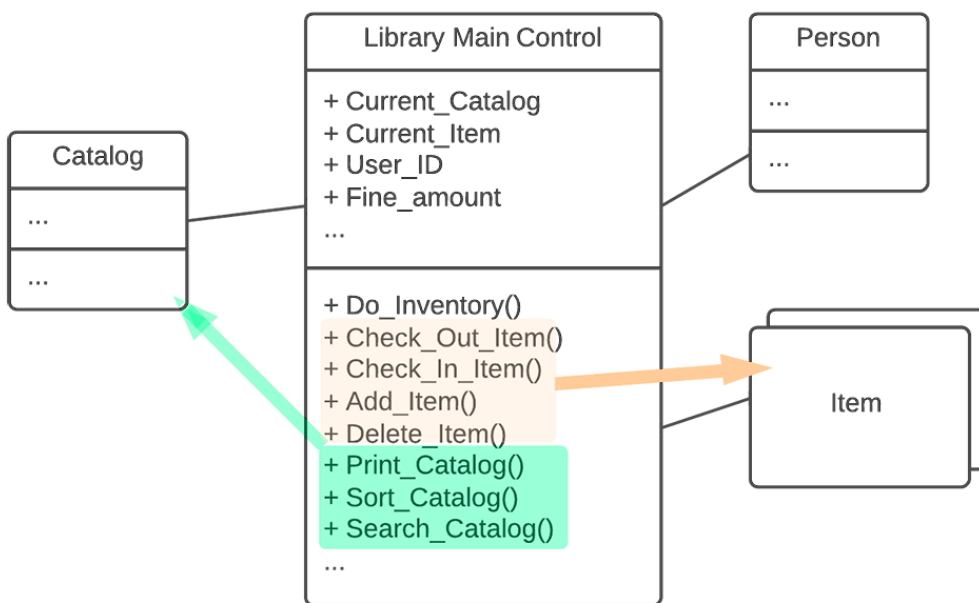 Library Main Control
+ Current_Catalog
+ Current_Item
+ User_ID
+ Fine_amount
...
+ Do_Inventory()
+ Check_Out_Item()
+ Check_In_Item()
+ Add_Item()
+ Delete_Item()
+ Print_Catalog()
+ Sort_Catalog()
+ Search_Catalog()
...
Catalog
...
...
Person
...
...
Item